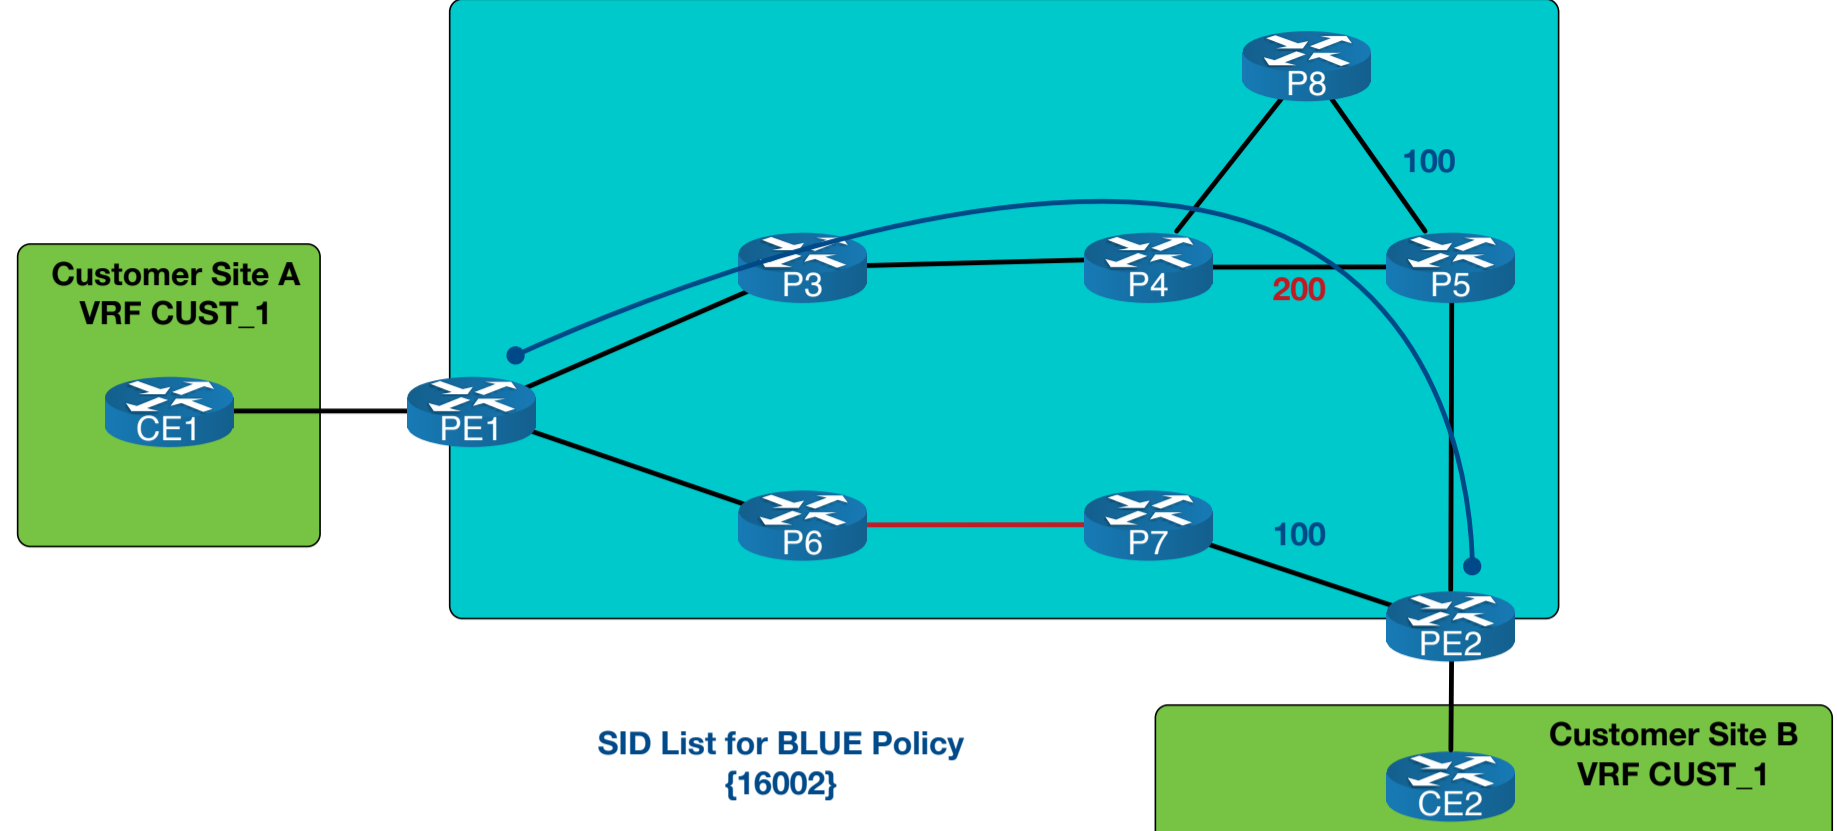 P8
100
Customer Site A
VRF CUST_1
P3
P4
200
P5
CE1
PE1
P6
P7
100
PE2
SID List for BLUE Policy
{16002}
Customer Site B
VRF CUST_1
CE2